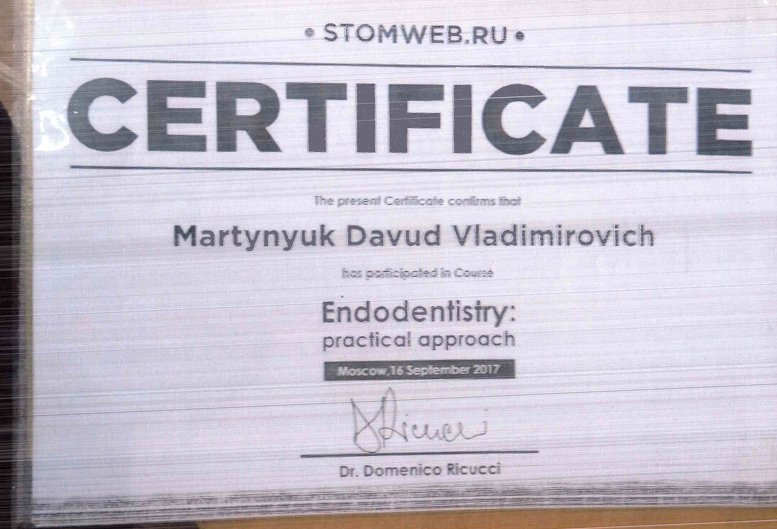 • STOMWEB.RU •
CERTIFICATE
The present Certificate confirms that
Martynyuk Davud Vladimirovich
has participated in Course
Endodentistry:
practical approach
Moscow,16 September 2017
DRicucci
Dr. Domenico Ricucci